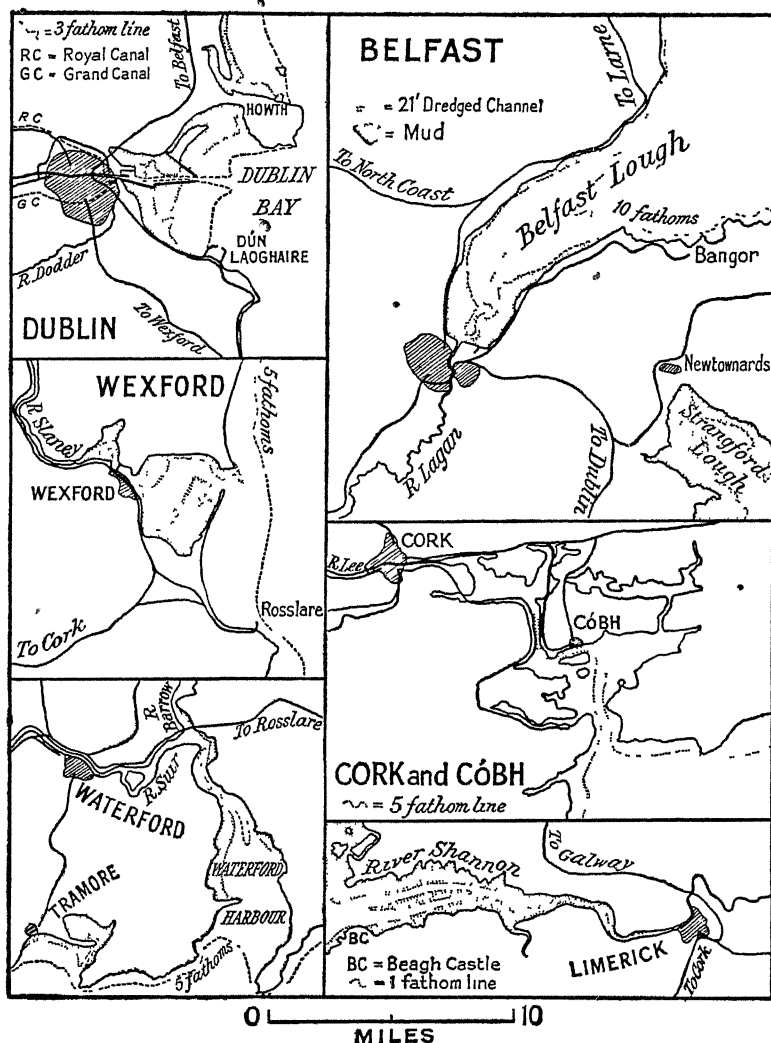 = 3 fathom line
RC = Royal Canal
GC = Grand Canal
To Belfast
HOWTH
RC
GC
DUBLIN
BAY
DÚN
LAOGHAIRE
R. Dodder
To Wexford
DUBLIN
BELFAST
= 21' Dredged Channel
= Mud
To Larne
To North Coast
Belfast Lough
10 fathoms
Bangor
Newtownards
Strangford
Lough
R Lagan
To Dublin
WEXFORD
5 fathoms
R Slaney
WEXFORD
Rosslare
To Cork
CORK
R. Lee
CÓBH
CORK and CÓBH
= 5 fathom line
R
Barrow
To Rosslare
R. Suir
WATERFORD
WATERFORD
HARBOUR
TRAMORE
5 fathoms
River Shannon
To
Galway
BC
BC = Beagh Castle
= 1 fathom line
LIMERICK
To Cork
0 10
MILES